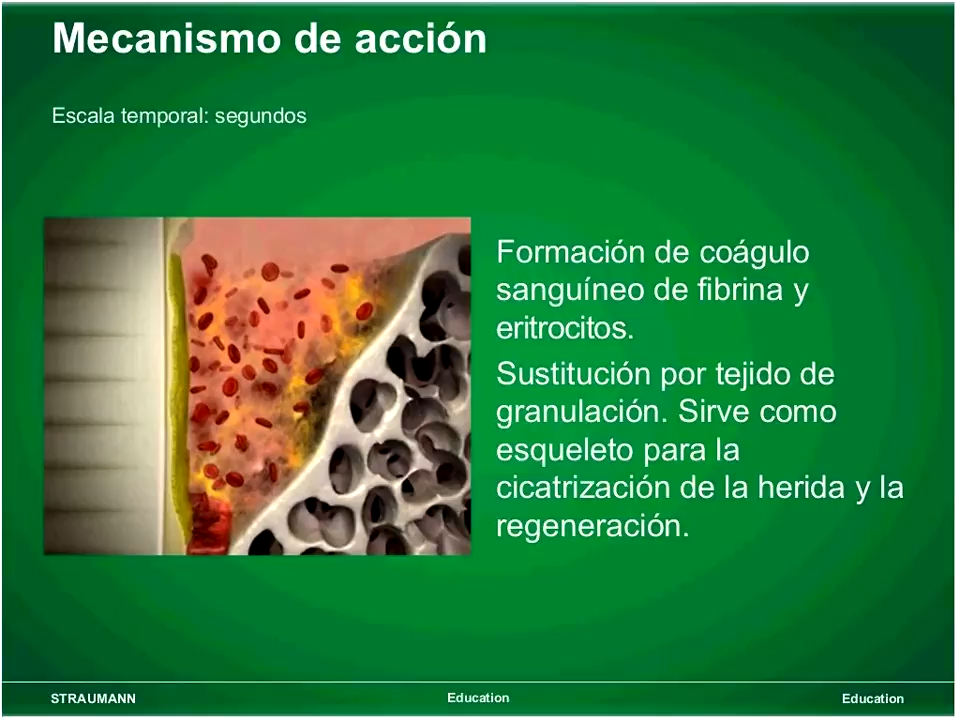 Mecanismo de acción
Escala temporal: segundos
Formación de coágulo
sanguíneo de fibrina y
eritrocitos.
Sustitución por tejido de
granulación. Sirve como
esqueleto para la
cicatrización de la herida y la
regeneración.
STRAUMANN
Education
Education